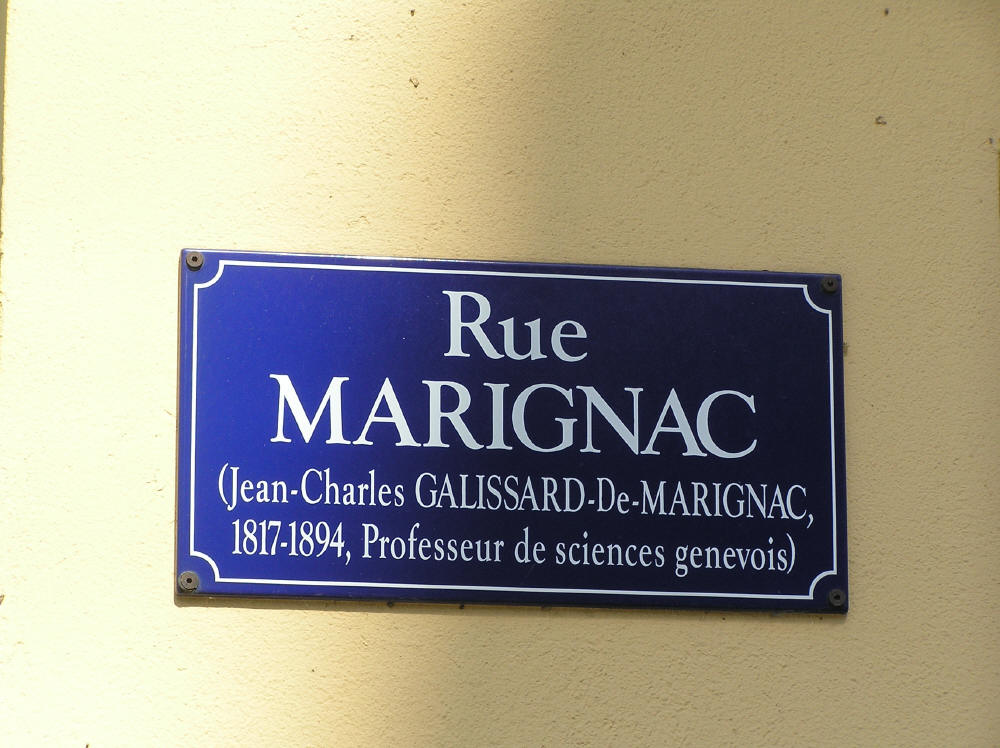 Rue
MARIGNAC
(Jean-Charles GALISSARD-De-MARIGNAC,
1817-1894, Professeur de sciences genevois)